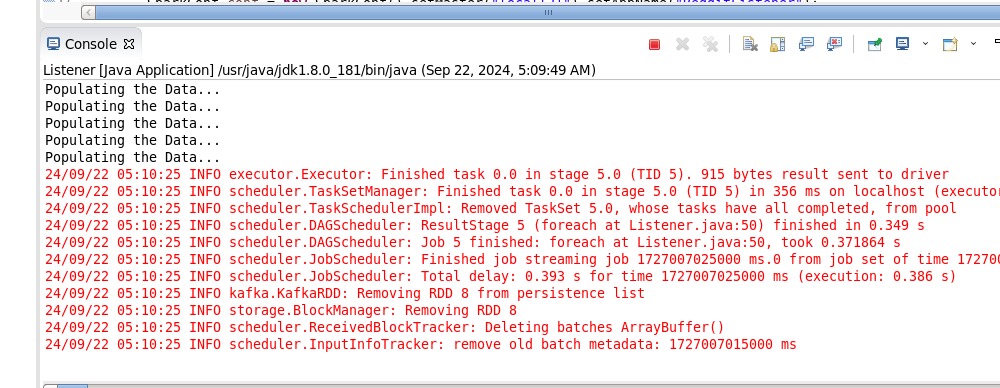 Console
Listener [Java Application] /usr/java/jdk1.8.0_181/bin/java (Sep 22, 2024, 5:09:49 AM)
Populating the Data...
Populating the Data...
Populating the Data...
Populating the Data...
Populating the Data...
24/09/22 05:10:25 INFO executor.Executor: Finished task 0.0 in stage 5.0 (TID 5). 915 bytes result sent to driver
24/09/22 05:10:25 INFO scheduler.TaskSetManager: Finished task 0.0 in stage 5.0 (TID 5) in 356 ms on localhost (executo
24/09/22 05:10:25 INFO scheduler.TaskSchedulerImpl: Removed TaskSet 5.0, whose tasks have all completed, from pool
24/09/22 05:10:25 INFO scheduler.DAGScheduler: ResultStage 5 (foreach at Listener.java:50) finished in 0.349 s
24/09/22 05:10:25 INFO scheduler.DAGScheduler: Job 5 finished: foreach at Listener.java:50, took 0.371864 s
24/09/22 05:10:25 INFO scheduler.JobScheduler: Finished job streaming job 1727007025000 ms.0 from job set of time 172700
24/09/22 05:10:25 INFO scheduler.JobScheduler: Total delay: 0.393 s for time 1727007025000 ms (execution: 0.386 s)
24/09/22 05:10:25 INFO kafka.KafkaRDD: Removing RDD 8 from persistence list
24/09/22 05:10:25 INFO storage.BlockManager: Removing RDD 8
24/09/22 05:10:25 INFO scheduler.ReceivedBlockTracker: Deleting batches ArrayBuffer()
24/09/22 05:10:25 INFO scheduler.InputInfoTracker: remove old batch metadata: 1727007015000 ms